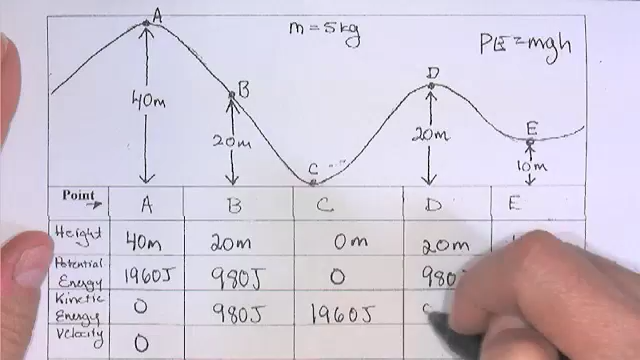 A
m=5kg
PE=mgh
D
B
40m
20m
20m
E
C
10m
Point
A
B
C
D
E
Height
40m
20m
0m
20m
Potential Energy
1960J
980J
0
980J
Kinetic Energy
0
980J
1960J
Velocity
0